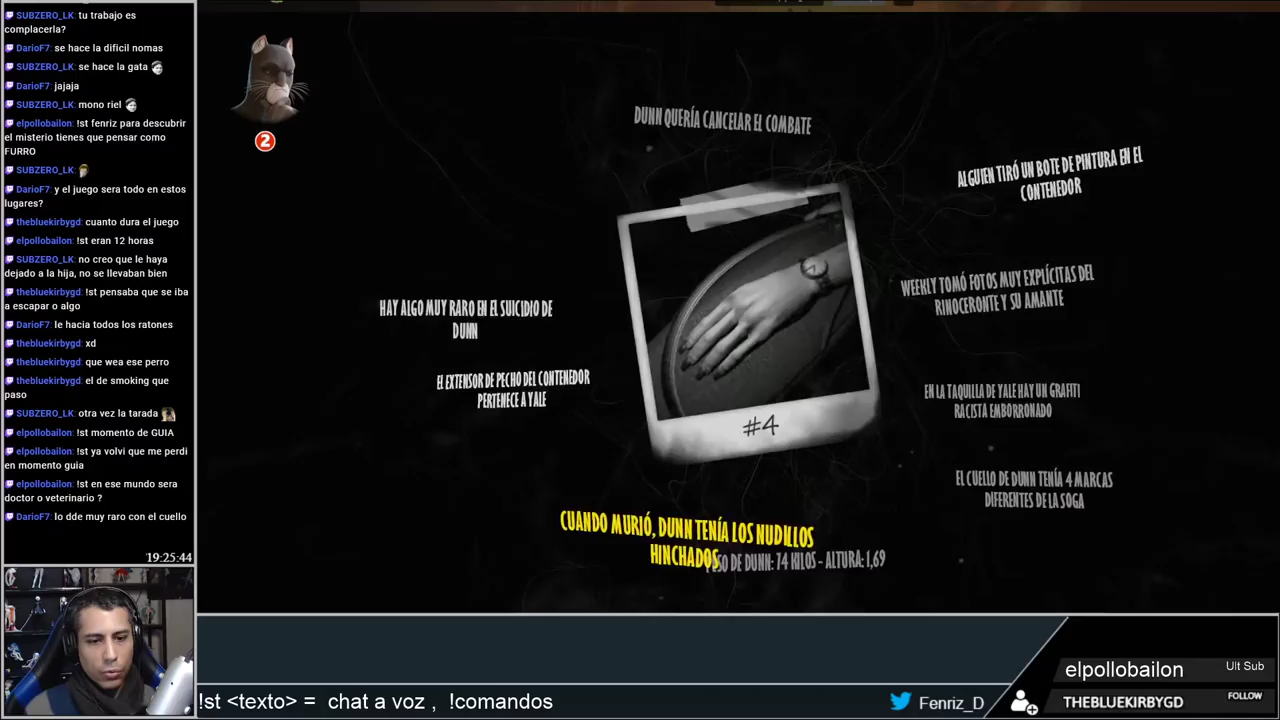 SUBZERO_LK: tu trabajo es
complacerla?
DarioF7: se hace la dificil nomas
SUBZERO_LK: se hace la gata
DarioF7: jajaja
SUBZERO_LK: mono riel
elpollobailon: !st fenriz para descubrir
el misterio tienes que pensar como
FURRO
SUBZERO_LK:
DarioF7: y el juego sera todo en estos
lugares?
thebluekirbygd: cuanto dura el juego
elpollobailon: !st eran 12 horas
SUBZERO_LK: no creo que le haya
dejado a la hija, no se llevaban bien
thebluekirbygd: !st pensaba que se iba
a escapar o algo
DarioF7: le hacia todos los ratones
thebluekirbygd: xd
thebluekirbygd: que wea ese perro
thebluekirbygd: el de smoking que
paso
SUBZERO_LK: otra vez la tarada
elpollobailon: !st momento de GUIA
elpollobailon: !st ya volvi que me perdi
en momento guia
elpollobailon: !st en ese mundo sera
doctor o veterinario ?
DarioF7: lo dde muy raro con el cuello
19:25:44
2
DUNN QUERÍA CANCELAR EL COMBATE
ALGUIEN TIRÓ UN BOTE DE PINTURA EN EL
CONTENEDOR
WEEKLY TOMÓ FOTOS MUY EXPLÍCITAS DEL
RINOCERONTE Y SU AMANTE
HAY ALGO MUY RARO EN EL SUICIDIO DE
DUNN
EL EXTENSOR DE PECHO DEL CONTENEDOR
PERTENECE A YALE
EN LA TAQUILLA DE YALE HAY UN GRAFITI
RACISTA EMBORRONADO
#4
EL CUELLO DE DUNN TENÍA 4 MARCAS
DIFERENTES DE LA SOGA
CUANDO MURIÓ, DUNN TENÍA LOS NUDILLOS
HINCHADOS
DE DUNN: 74 KILOS - ALTURA: 1,69
elpollobailon Ult Sub
!st <texto> = chat a voz , !comandos
Fenriz_D
THEBLUEKIRBYGD FOLLOW